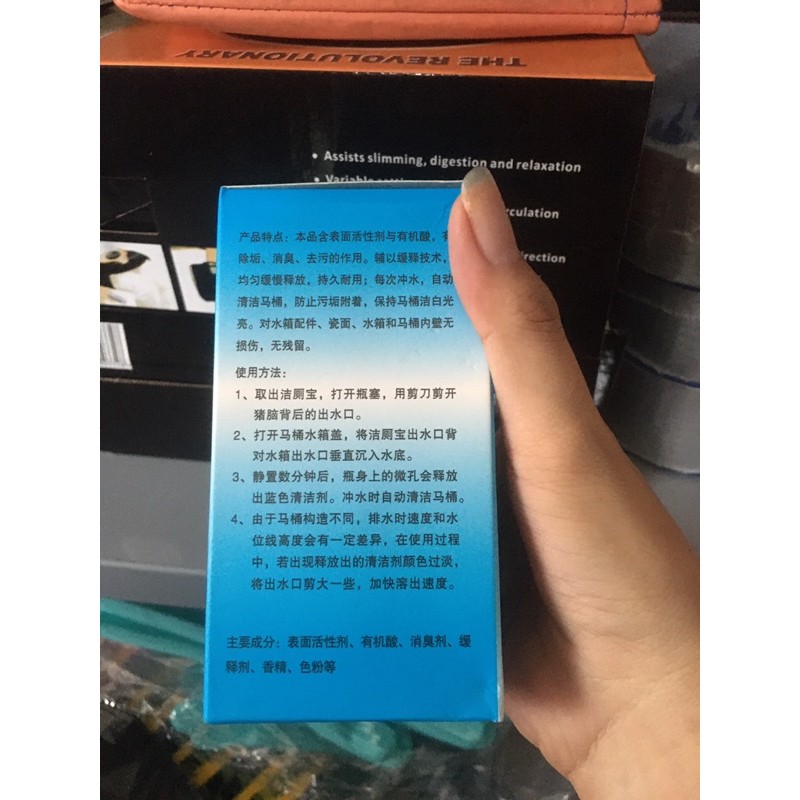 THE REVOLUTIONARY
• Assists slimming, digestion and relaxation
• Variable
culation
direction
产品特点：本品含表面活性剂与有机酸，有
除垢、消臭、去污的作用。辅以缓释技术，
均匀缓慢释放，持久耐用；每次冲水，自动
清洁马桶，防止污垢附着，保持马桶洁白光
亮。对水箱配件、瓷面、水箱和马桶内壁无
损伤，无残留。
使用方法：
1、取出洁厕宝，打开瓶塞，用剪刀剪开
猪脑背后的出水口。
2、打开马桶水箱盖，将洁厕宝出水口背
对水箱出水口垂直沉入水底。
3、静置数分钟后，瓶身上的微孔会释放
出蓝色清洁剂。冲水时自动清洁马桶。
4、由于马桶构造不同，排水时速度和水
位线高度会有一定差异，在使用过程
中，若出现释放出的清洁剂颜色过淡，
将出水口剪大一些，加快溶出速度。
主要成分：表面活性剂、有机酸、消臭剂、缓
释剂、香精、色粉等